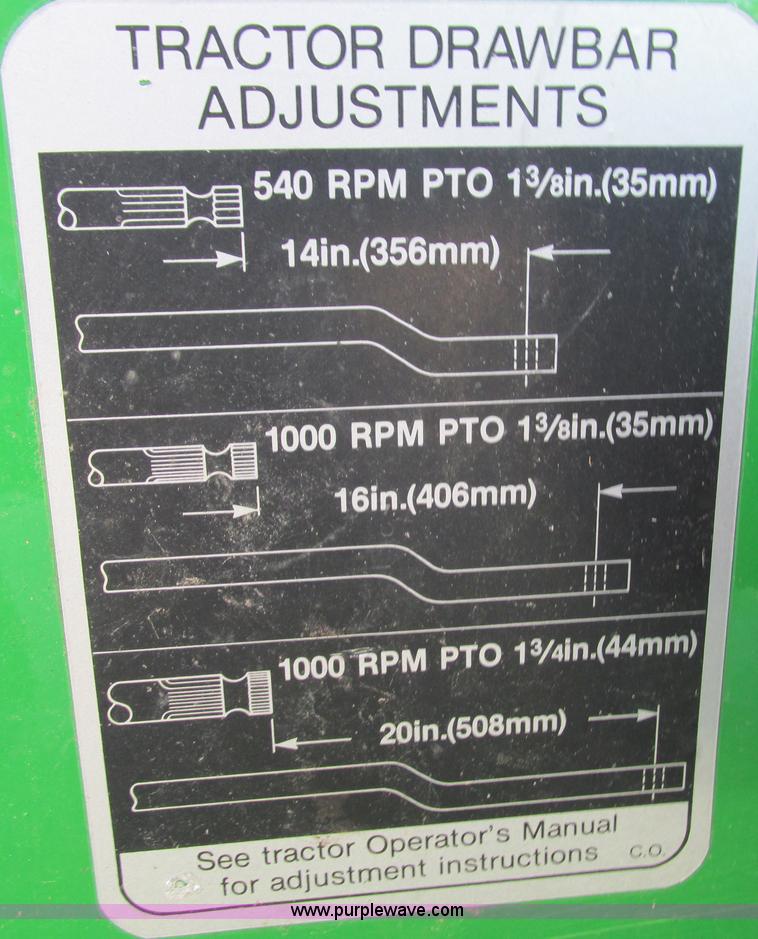 TRACTOR DRAWBAR
ADJUSTMENTS
540 RPM PTO 1³/₈in.(35mm)
14in.(356mm)
1000 RPM PTO 1³/₈in.(35mm)
16in.(406mm)
1000 RPM PTO 1³/₄in.(44mm)
20in.(508mm)
See tractor Operator's Manual
for adjustment instructions C.O.
www.purplewave.com